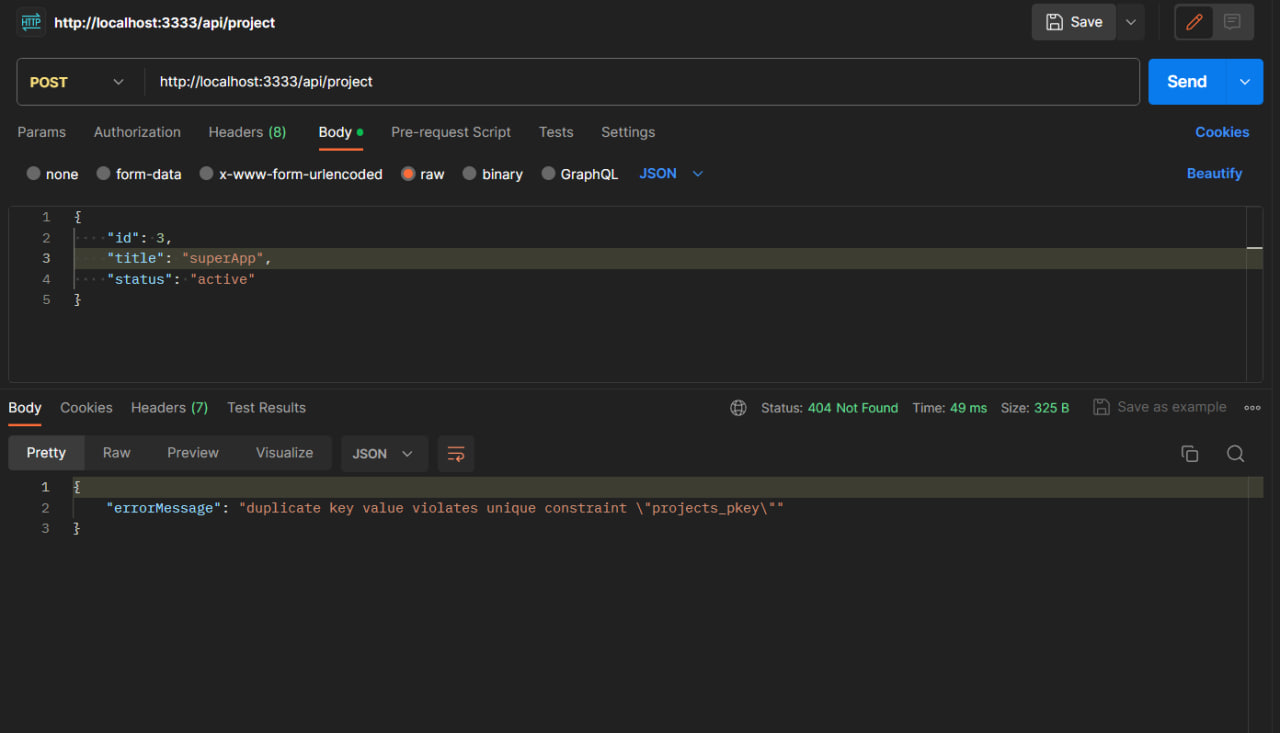 HTTP http://localhost:3333/api/project Save
POST http://localhost:3333/api/project Send
Params Authorization Headers (8) Body Pre-request Script Tests Settings Cookies
none form-data x-www-form-urlencoded raw binary GraphQL JSON Beautify
1 {
2 ····"id":·3,
3 ····"title":·"superApp",
4 ····"status":·"active"
5 }
Body Cookies Headers (7) Test Results Status: 404 Not Found Time: 49 ms Size: 325 B Save as example
Pretty Raw Preview Visualize JSON
1 {
2 "errorMessage": "duplicate key value violates unique constraint \"projects_pkey\""
3 }